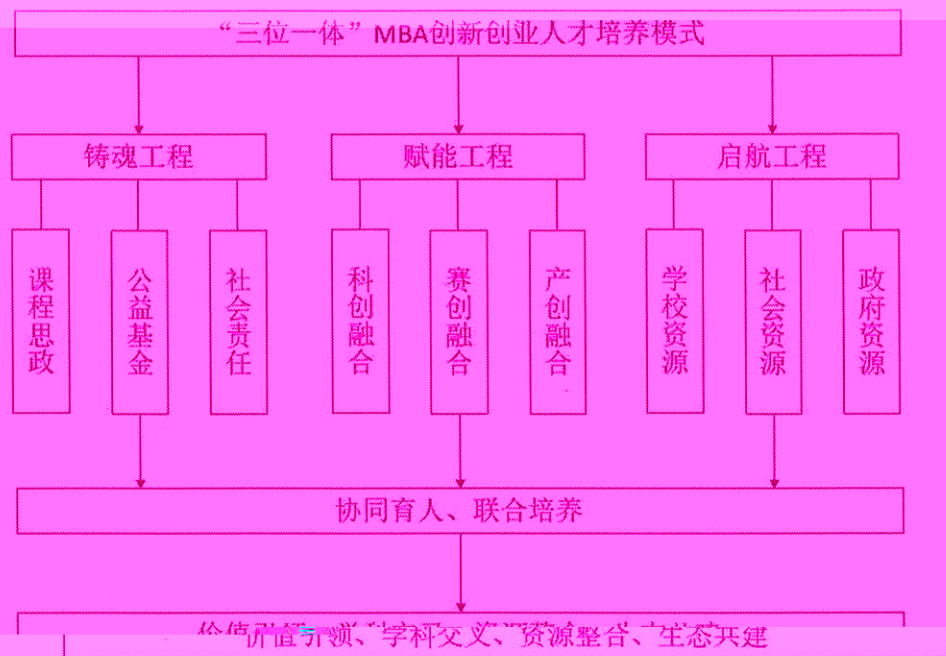 “三位一体”MBA创新创业人才培养模式
铸魂工程
赋能工程
启航工程
课程思政
公益基金
社会责任
科创融合
赛创融合
产创融合
学校资源
社会资源
政府资源
协同育人、联合培养
价值引领、学科交叉、资源整合、生态共建